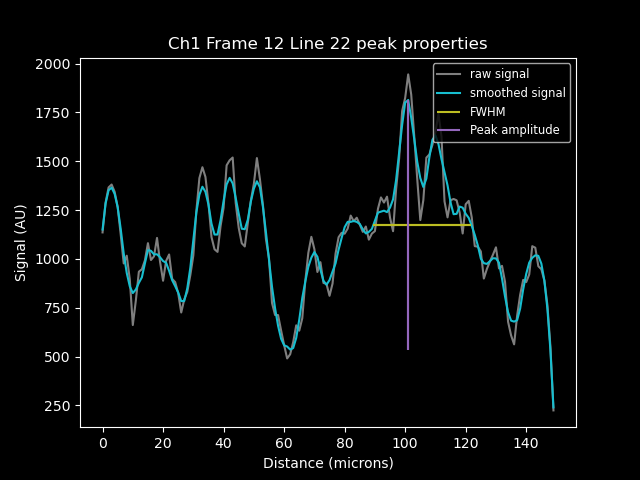 Ch1 Frame 12 Line 22 peak properties
raw signal
smoothed signal
FWHM
Peak amplitude
Signal (AU)
2000
1750
1500
1250
1000
750
500
250
0
20
40
60
80
100
120
140
Distance (microns)